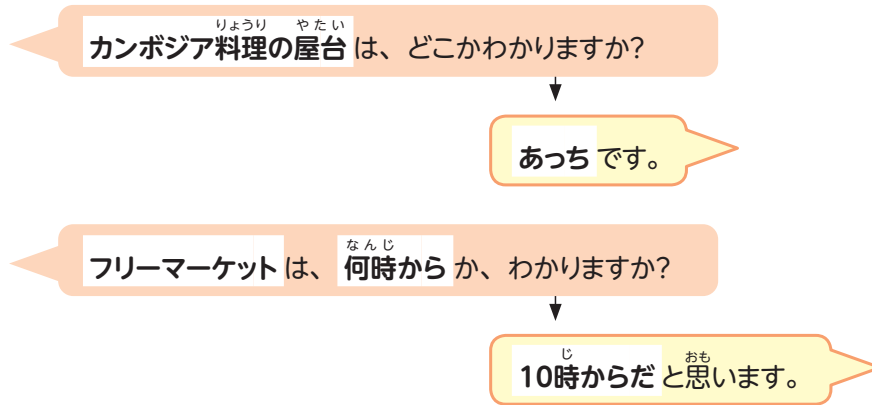 りょうり やたい
カンボジア料理の屋台は、どこかわかりますか?
あっちです。
なんじ
フリーマーケットは、何時からか、わかりますか?
じ おも
10時からだと思います。